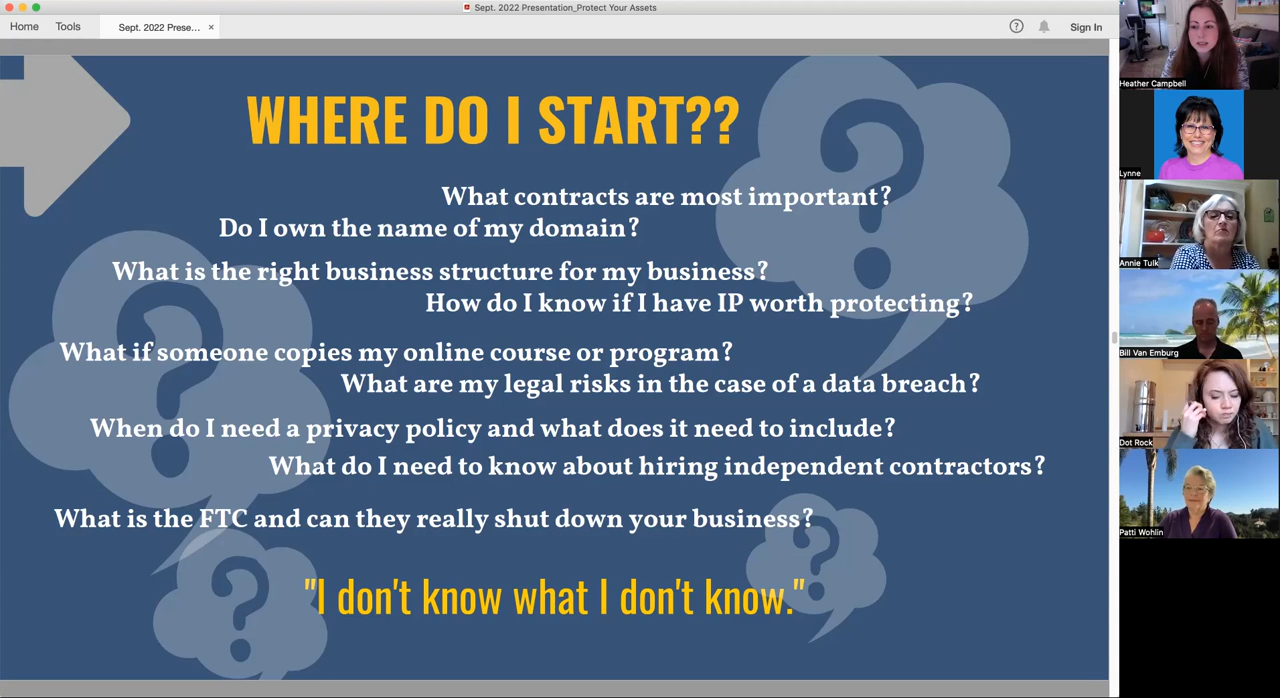 Sept. 2022 Presentation_Protect Your Assets
Home Tools Sept. 2022 Prese... × ? Sign In
WHERE DO I START??
What contracts are most important?
Do I own the name of my domain?
What is the right business structure for my business?
How do I know if I have IP worth protecting?
What if someone copies my online course or program?
What are my legal risks in the case of a data breach?
When do I need a privacy policy and what does it need to include?
What do I need to know about hiring independent contractors?
What is the FTC and can they really shut down your business?
"I don't know what I don't know."
Heather Campbell
Lynne
Annie Tulk
Bill Van Emburg
Dot Rock
Patti Wohlin